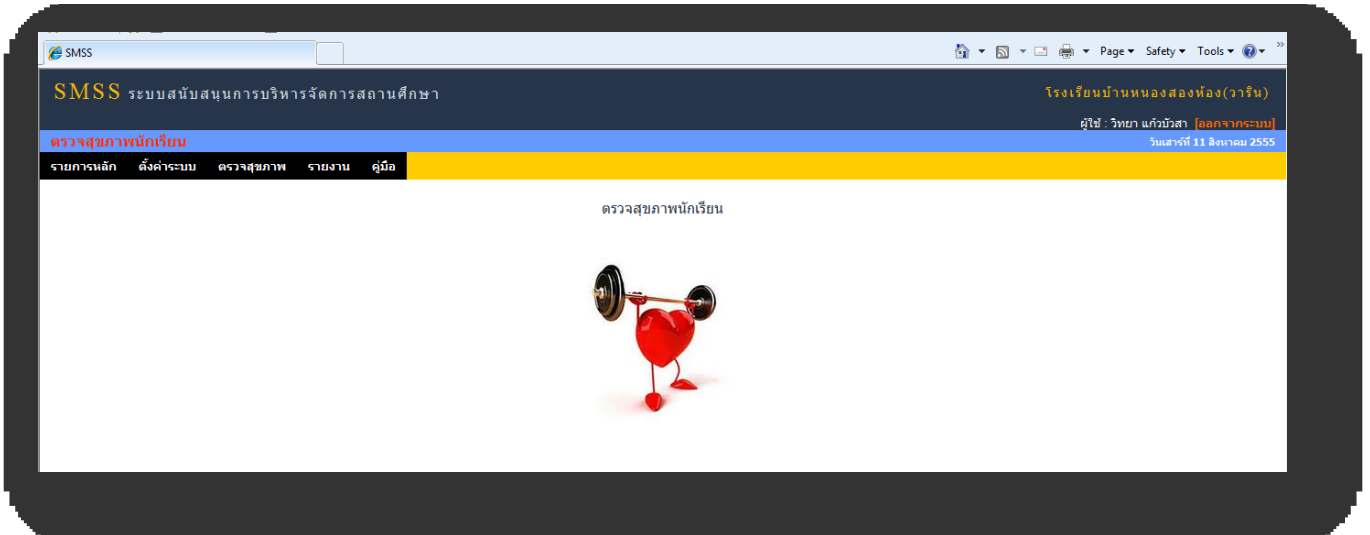 SMSS
Page Safety Tools
SMSS ระบบสนับสนุนการบริหารจัดการสถานศึกษา
โรงเรียนบ้านหนองสองห้อง(วาริน)
ผู้ใช้ : วิทยา แก้วบัวสา [ออกจากระบบ]
ตรวจสุขภาพนักเรียน
วันเสาร์ที่ 11 สิงหาคม 2555
รายการหลัก ตั้งค่าระบบ ตรวจสุขภาพ รายงาน คู่มือ
ตรวจสุขภาพนักเรียน